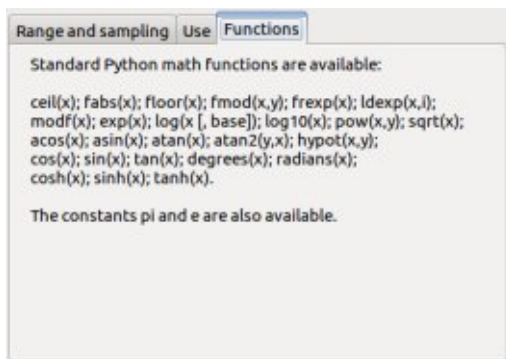 Range and sampling Use Functions
Standard Python math functions are available:
ceil(x); fabs(x); floor(x); fmod(x,y); frexp(x); ldexp(x,i);
modf(x); exp(x); log(x [, base]); log10(x); pow(x,y); sqrt(x);
acos(x); asin(x); atan(x); atan2(y,x); hypot(x,y);
cos(x); sin(x); tan(x); degrees(x); radians(x);
cosh(x); sinh(x); tanh(x).
The constants pi and e are also available.